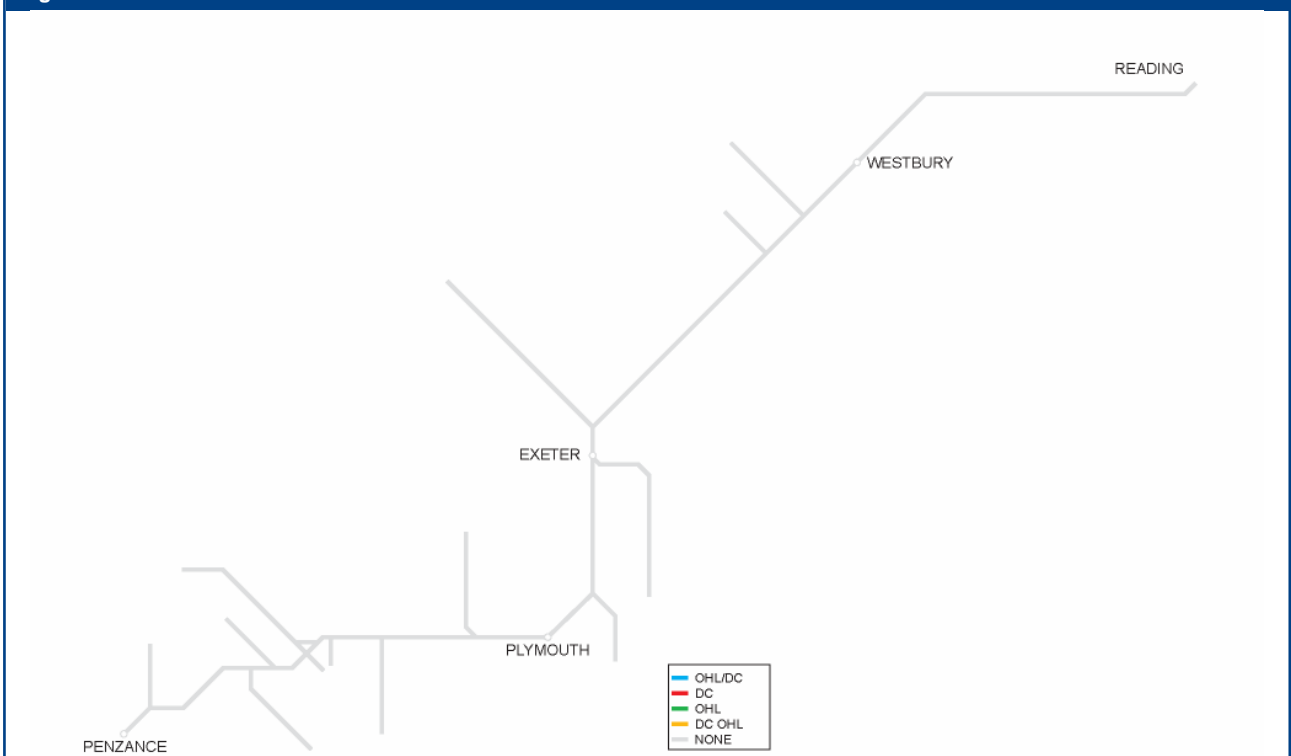 READING
WESTBURY
EXETER
PLYMOUTH
PENZANCE
OHL/DC
DC
OHL
DC OHL
NONE